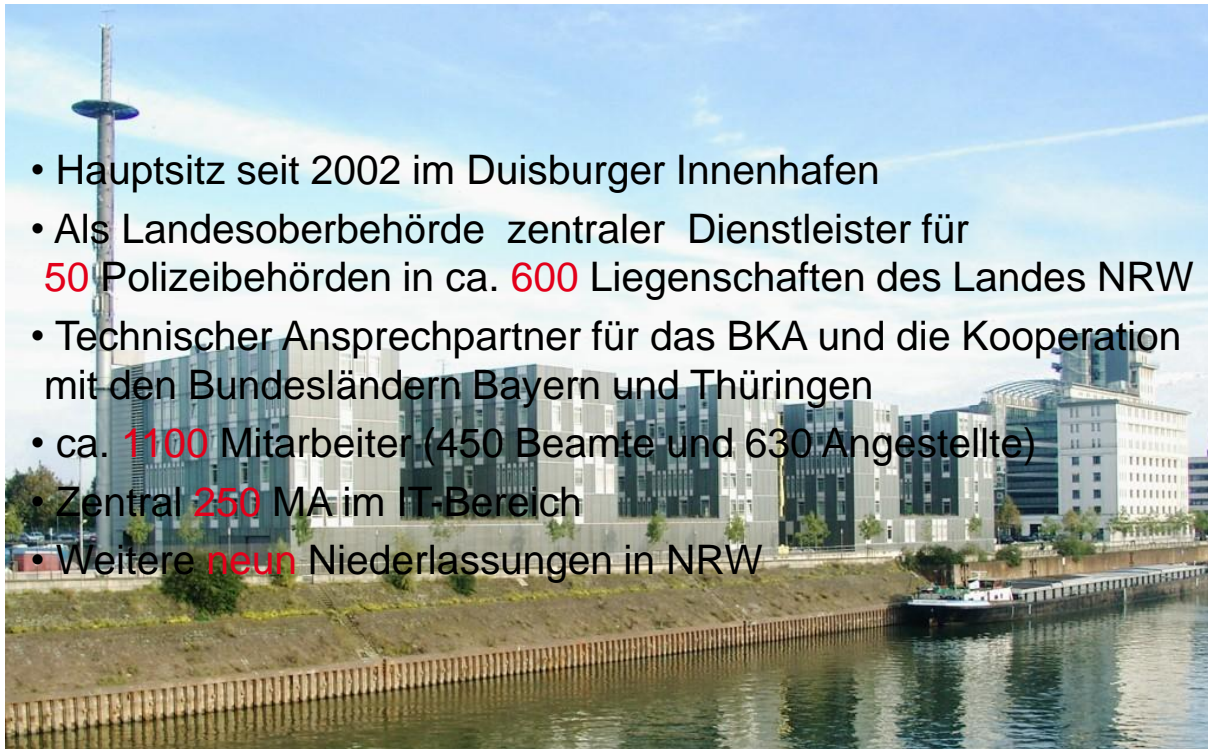 • Hauptsitz seit 2002 im Duisburger Innenhafen
• Als Landesoberbehörde zentraler Dienstleister für
50 Polizeibehörden in ca. 600 Liegenschaften des Landes NRW
• Technischer Ansprechpartner für das BKA und die Kooperation
mit den Bundesländern Bayern und Thüringen
• ca. 1100 Mitarbeiter (450 Beamte und 630 Angestellte)
• Zentral 250 MA im IT-Bereich
• Weitere neun Niederlassungen in NRW